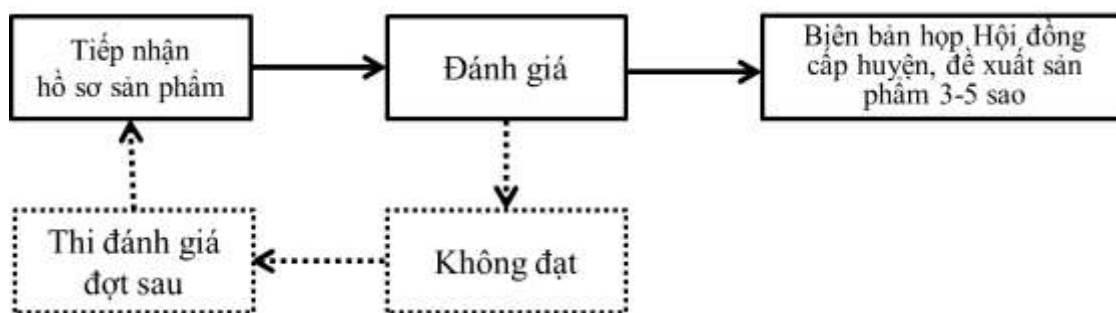 Tiếp nhận
hồ sơ sản phẩm
Đánh giá
Biên bản họp Hội đồng
cấp huyện, đề xuất sản
phẩm 3-5 sao
Thi đánh giá
đợt sau
Không đạt